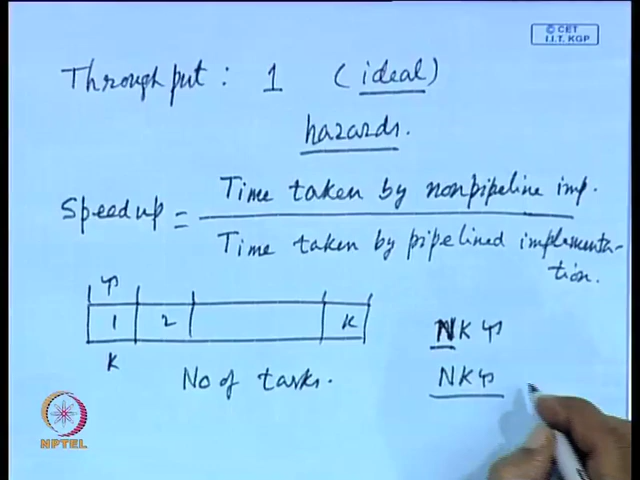 © CET
I.I.T. KGP
Throughput : 1 (ideal)
hazards.
Speedup = Time taken by nonpipeline imp.
Time taken by pipelined implementa-
tion.
τ
1 2 K
K
No of tasks.
NKτ
NKτ
NPTEL